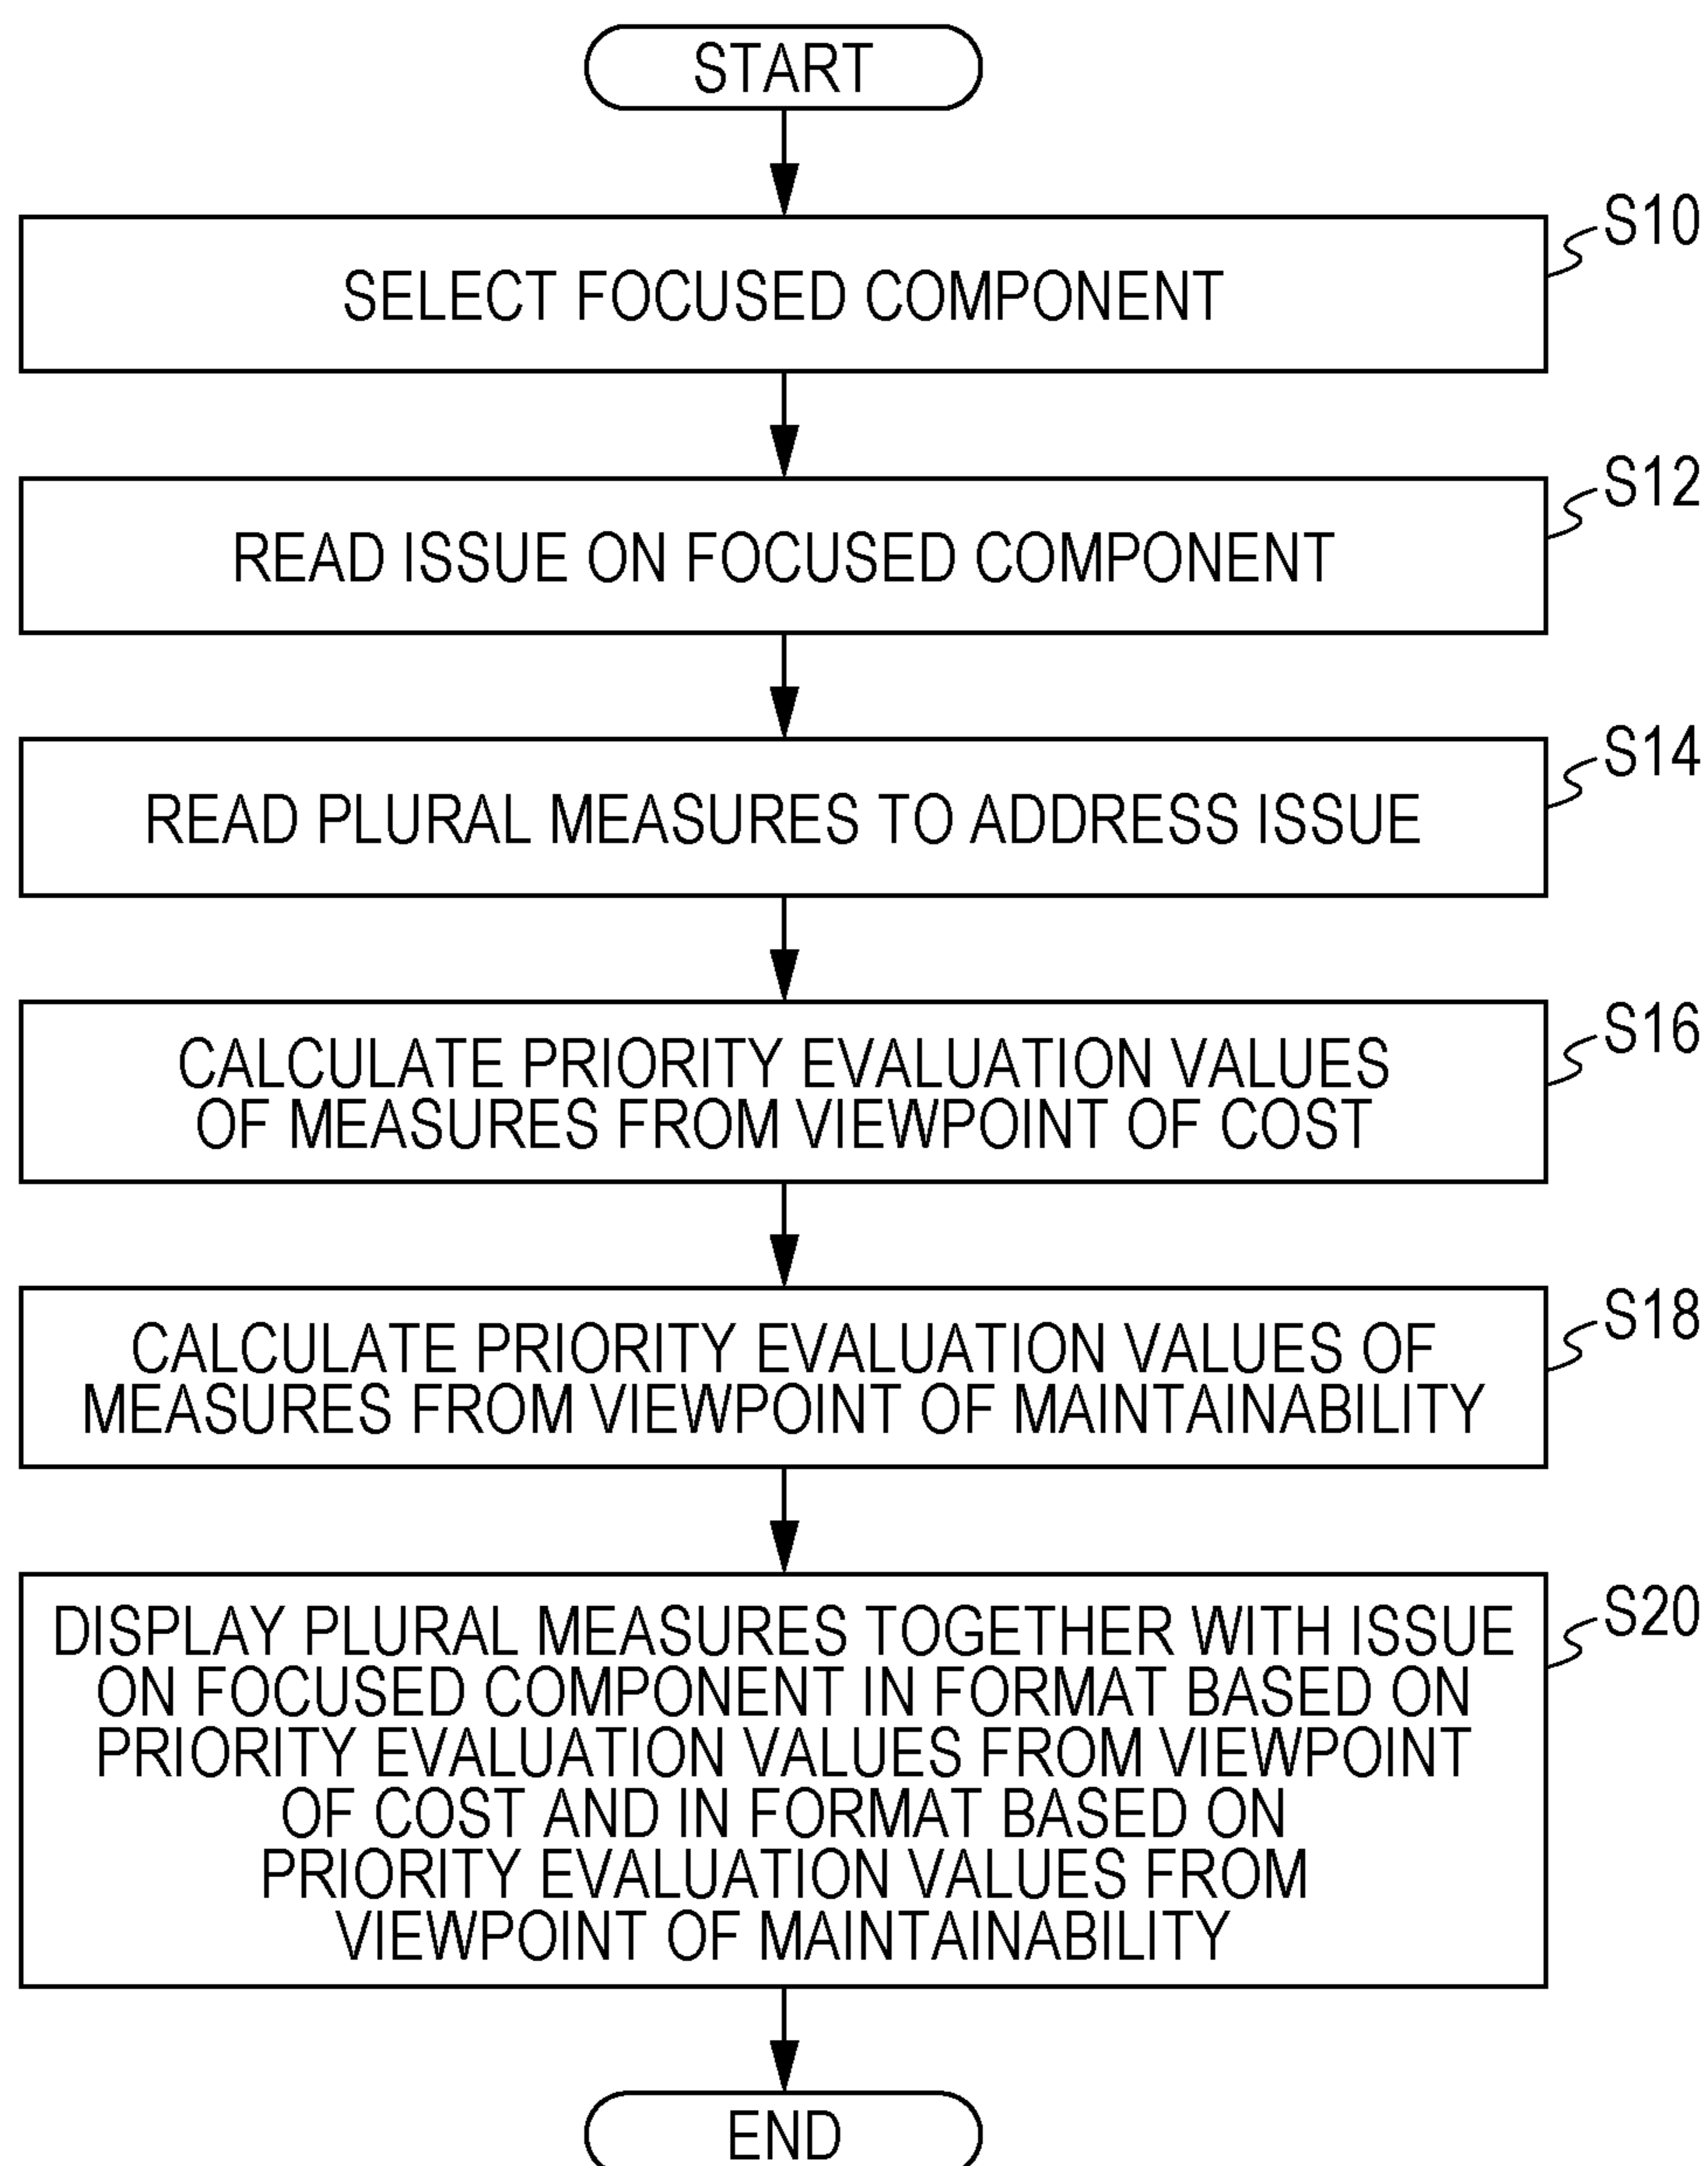 START
S10
SELECT FOCUSED COMPONENT
S12
READ ISSUE ON FOCUSED COMPONENT
S14
READ PLURAL MEASURES TO ADDRESS ISSUE
S16
CALCULATE PRIORITY EVALUATION VALUES
OF MEASURES FROM VIEWPOINT OF COST
S18
CALCULATE PRIORITY EVALUATION VALUES OF
MEASURES FROM VIEWPOINT OF MAINTAINABILITY
S20
DISPLAY PLURAL MEASURES TOGETHER WITH ISSUE
ON FOCUSED COMPONENT IN FORMAT BASED ON
PRIORITY EVALUATION VALUES FROM VIEWPOINT
OF COST AND IN FORMAT BASED ON
PRIORITY EVALUATION VALUES FROM
VIEWPOINT OF MAINTAINABILITY
END